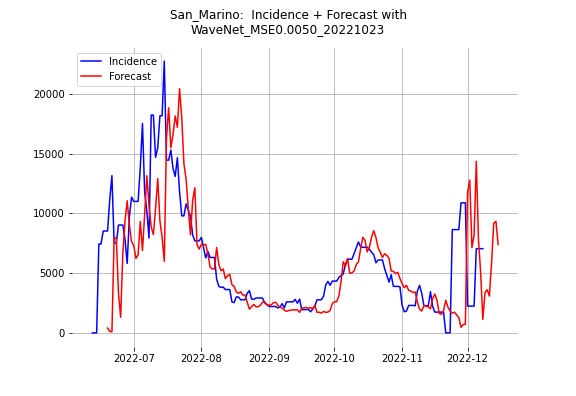 San_Marino:  Incidence + Forecast with
WaveNet_MSE0.0050_20221023
Incidence
Forecast
20000
15000
10000
5000
0
2022-07
2022-08
2022-09
2022-10
2022-11
2022-12